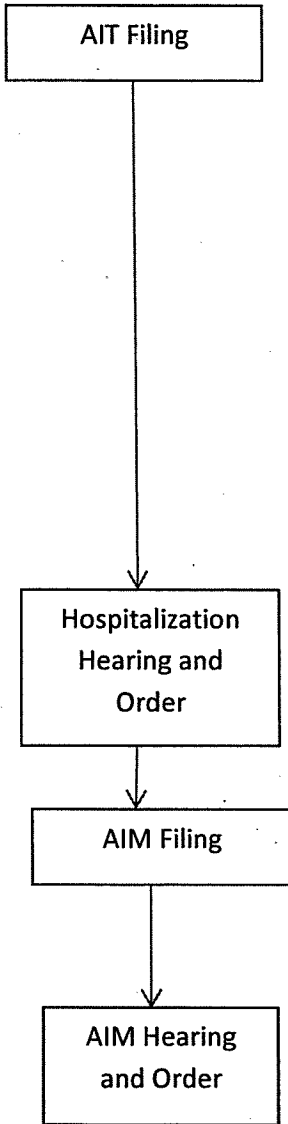 AIT Filing
Hospitalization
Hearing and
Order
AIM Filing
AIM Hearing
and Order